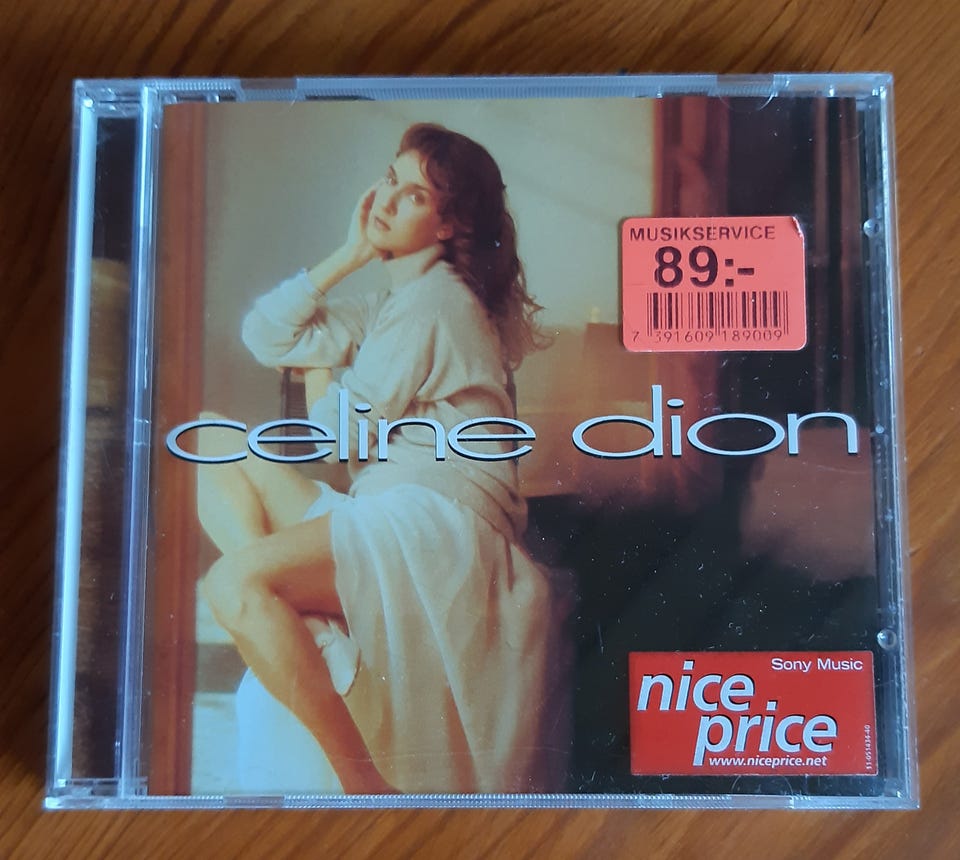 MUSIKSERVICE
89:-
7 391609 189009
celine dion
Sony Music
nice
price
www.niceprice.net